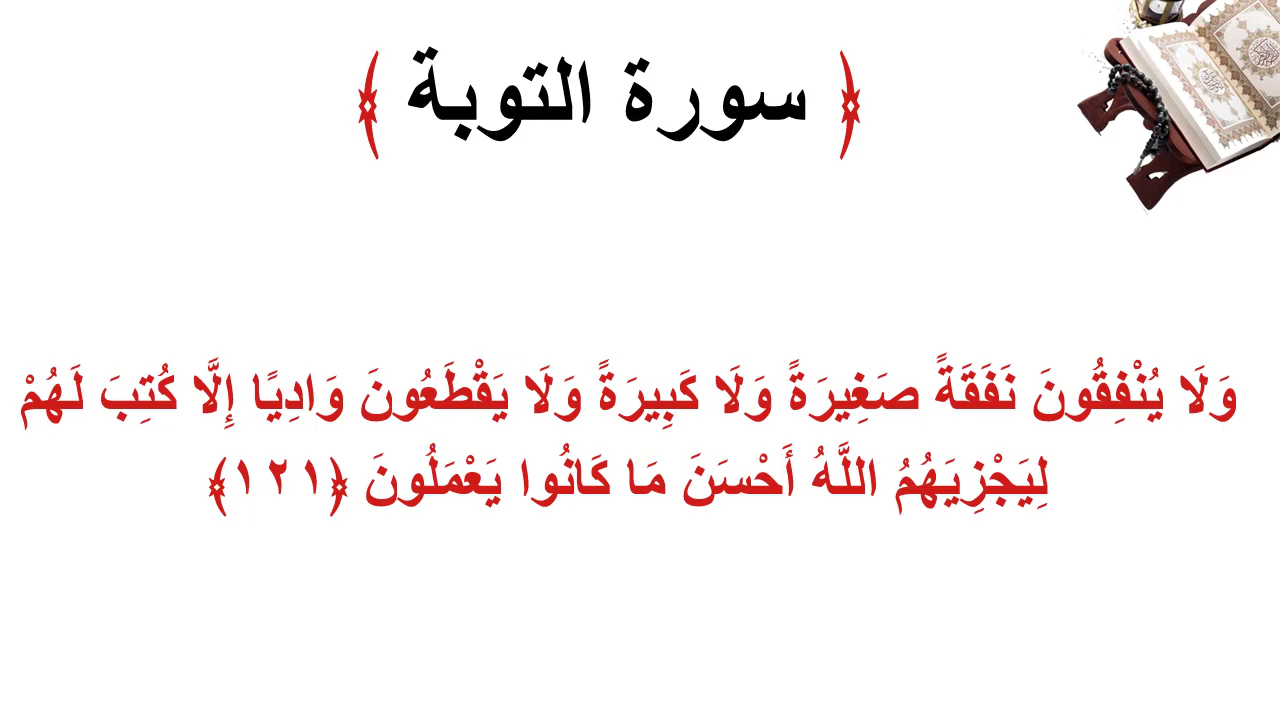 ﴿ سورة التوبة ﴾
وَلَا يُنْفِقُونَ نَفَقَةً صَغِيرَةً وَلَا كَبِيرَةً وَلَا يَقْطَعُونَ وَادِيًا إِلَّا كُتِبَ لَهُمْ
لِيَجْزِيَهُمُ اللَّهُ أَحْسَنَ مَا كَانُوا يَعْمَلُونَ ﴿١٢١﴾